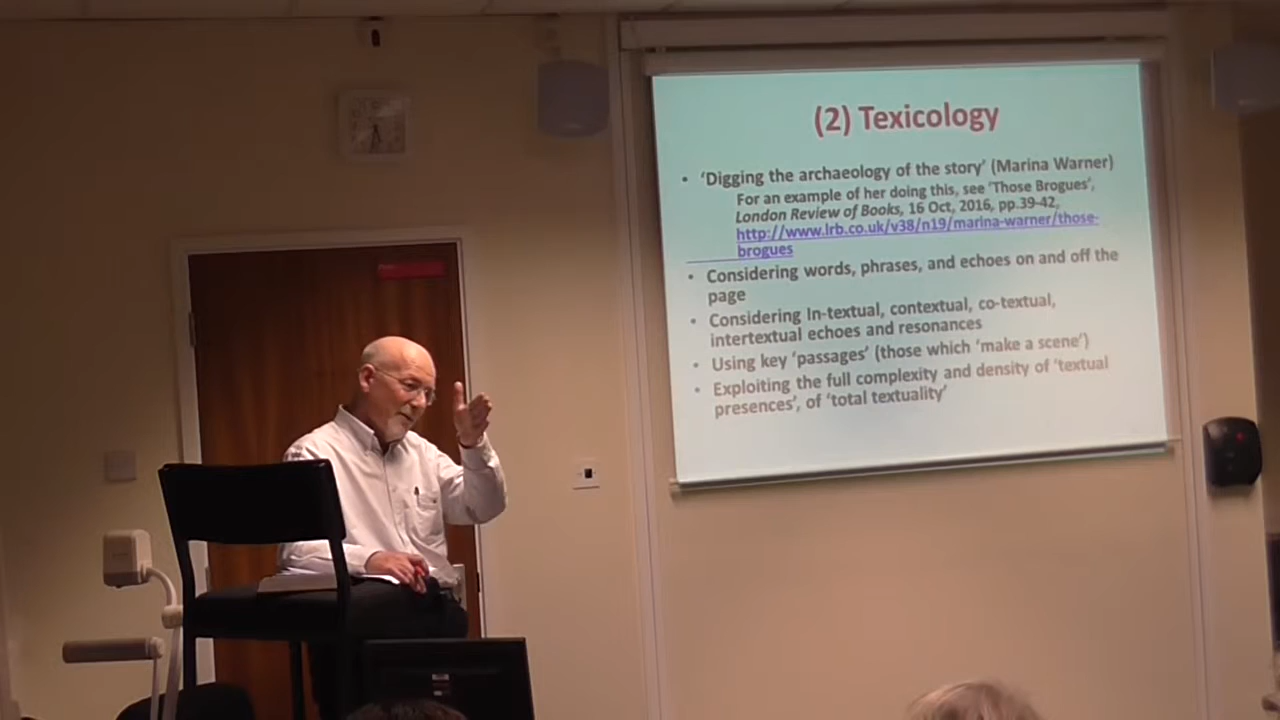 (2) Texicology
• 'Digging the archaeology of the story' (Marina Warner)
For an example of her doing this, see 'Those Brogues',
London Review of Books, 16 Oct, 2016, pp.39-42,
http://www.lrb.co.uk/v38/n19/marina-warner/those-
brogues
• Considering words, phrases, and echoes on and off the
page
• Considering In-textual, contextual, co-textual,
intertextual echoes and resonances
• Using key 'passages' (those which 'make a scene')
• Exploiting the full complexity and density of 'textual
presences', of 'total textuality'